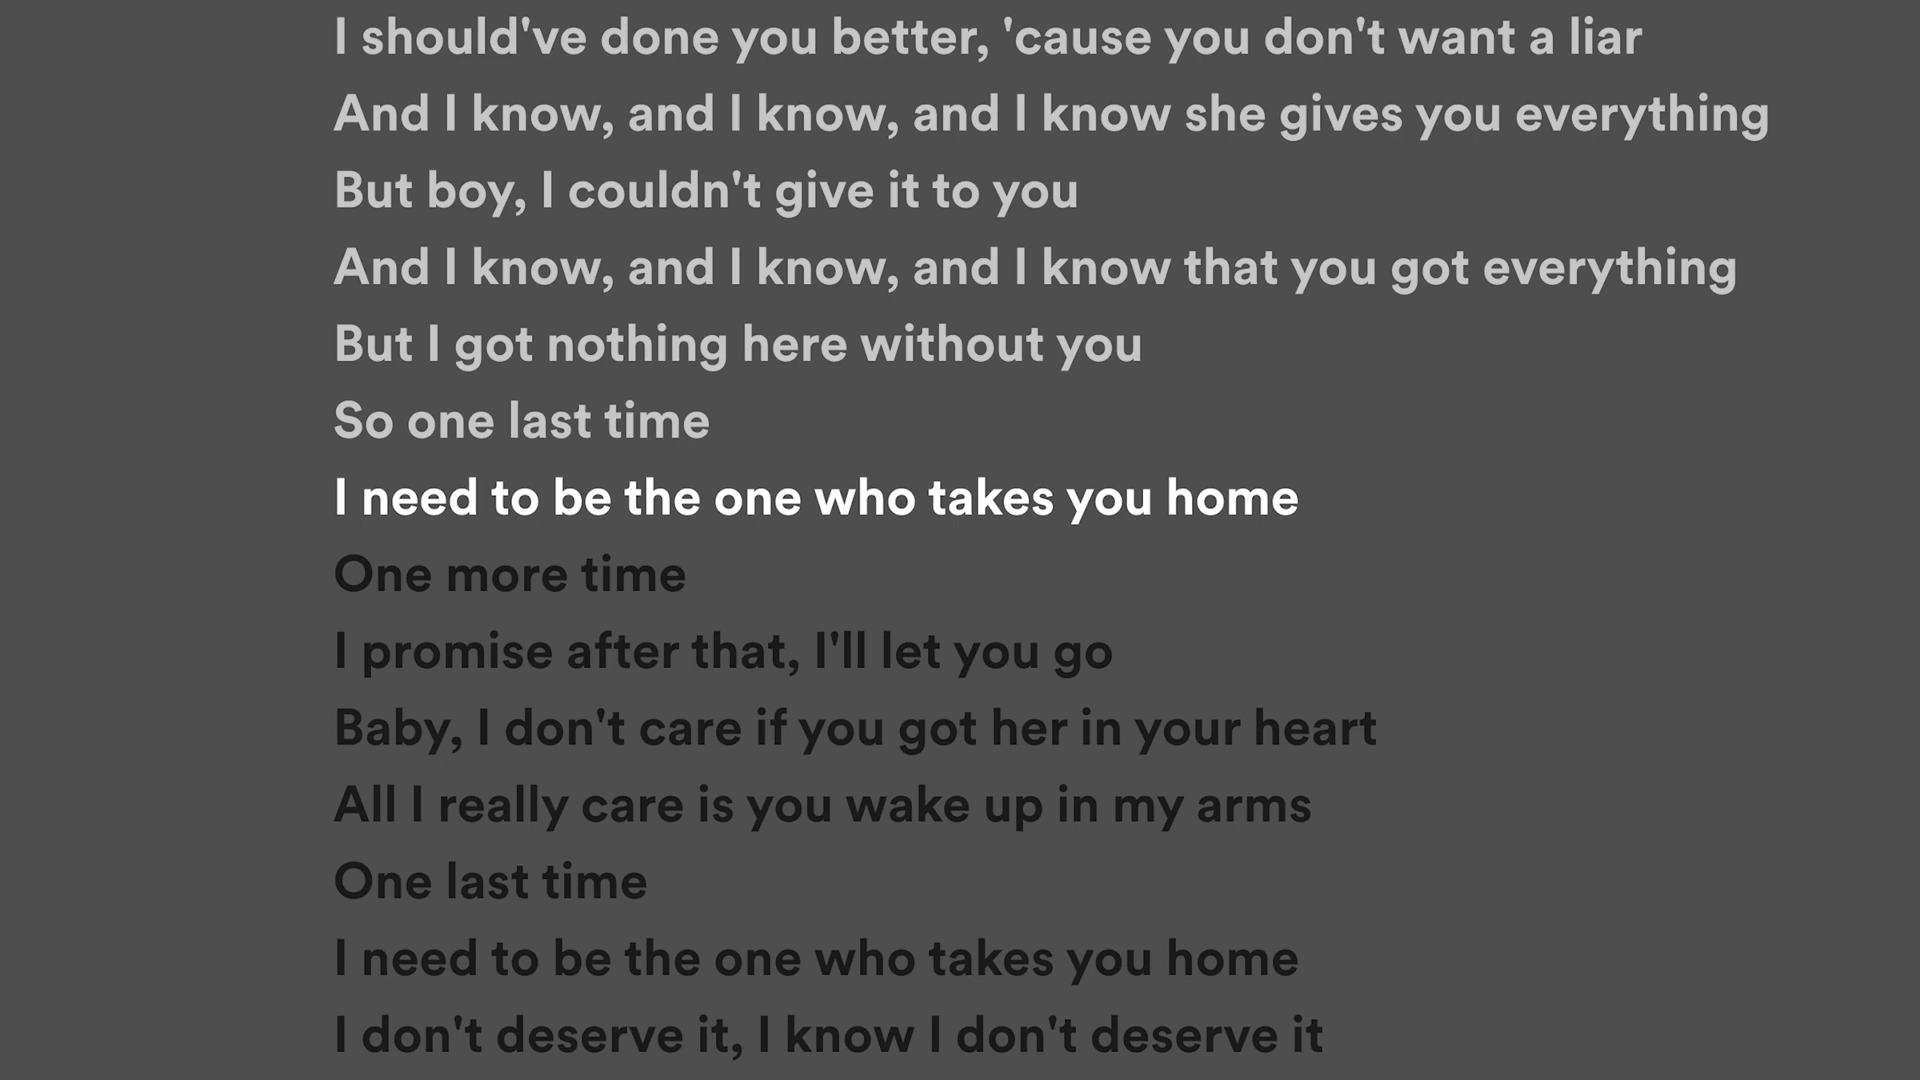 I should've done you better, 'cause you don't want a liar
And I know, and I know, and I know she gives you everything
But boy, I couldn't give it to you
And I know, and I know, and I know that you got everything
But I got nothing here without you
So one last time
I need to be the one who takes you home
One more time
I promise after that, I'll let you go
Baby, I don't care if you got her in your heart
All I really care is you wake up in my arms
One last time
I need to be the one who takes you home
I don't deserve it, I know I don't deserve it